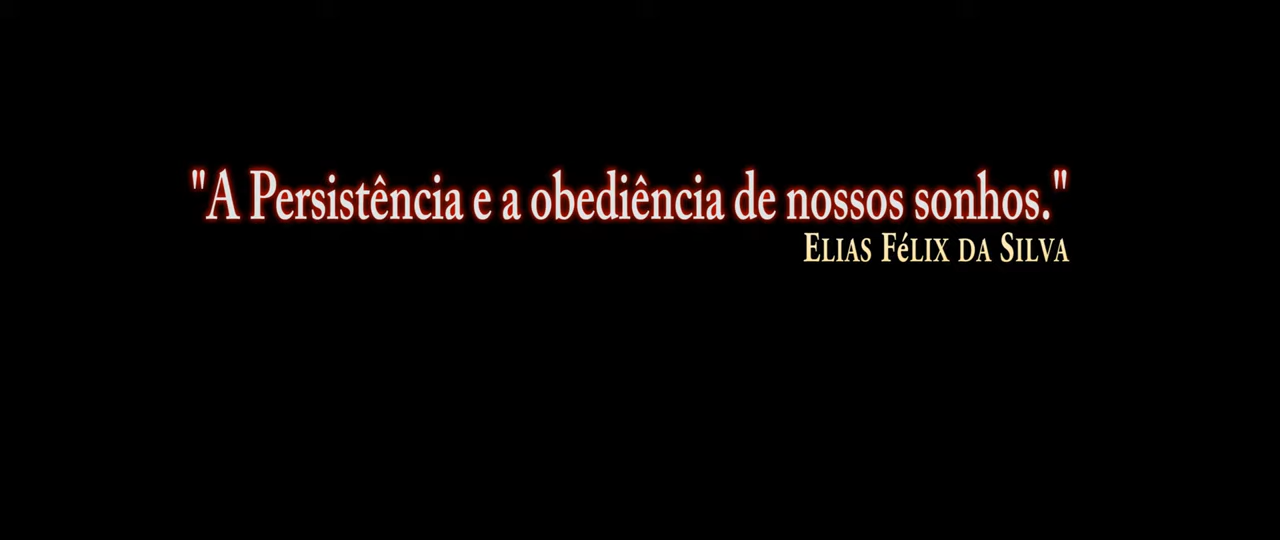 "A Persistência e a obediência de nossos sonhos."
ELIAS FéLIX DA SILVA